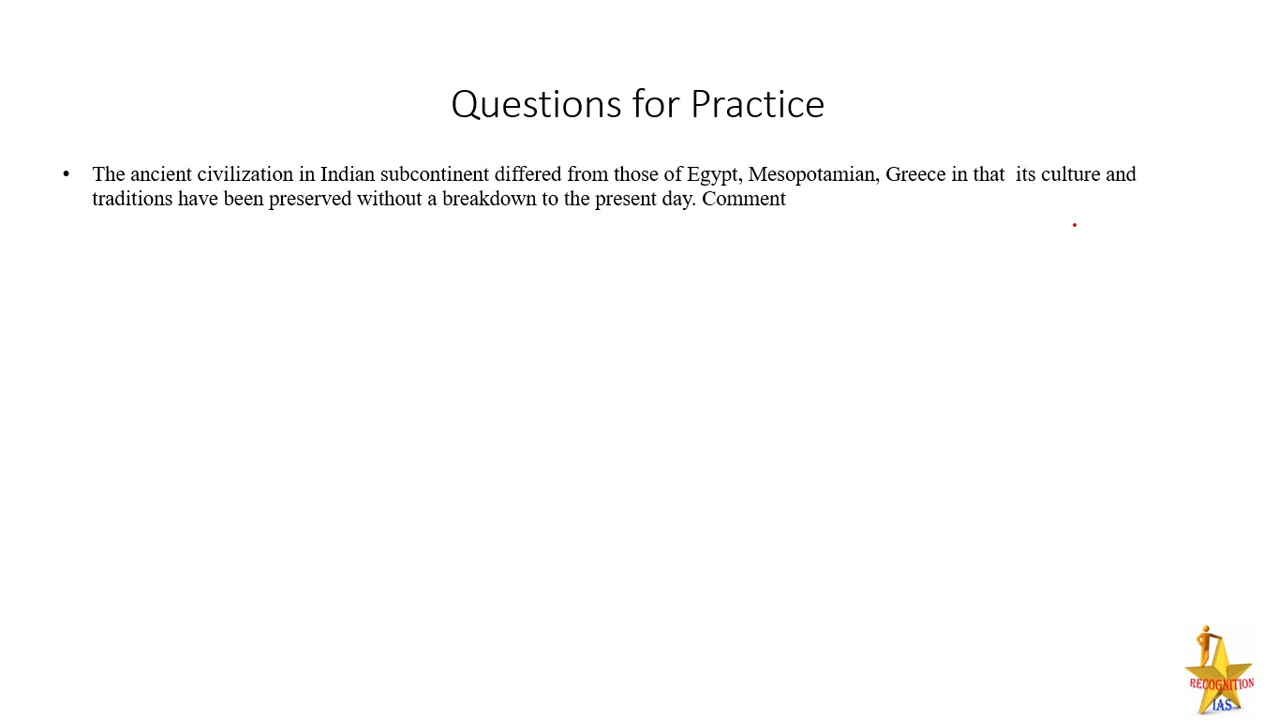 Questions for Practice
• The ancient civilization in Indian subcontinent differed from those of Egypt, Mesopotamian, Greece in that  its culture and
traditions have been preserved without a breakdown to the present day. Comment
RECOGNITION
IAS